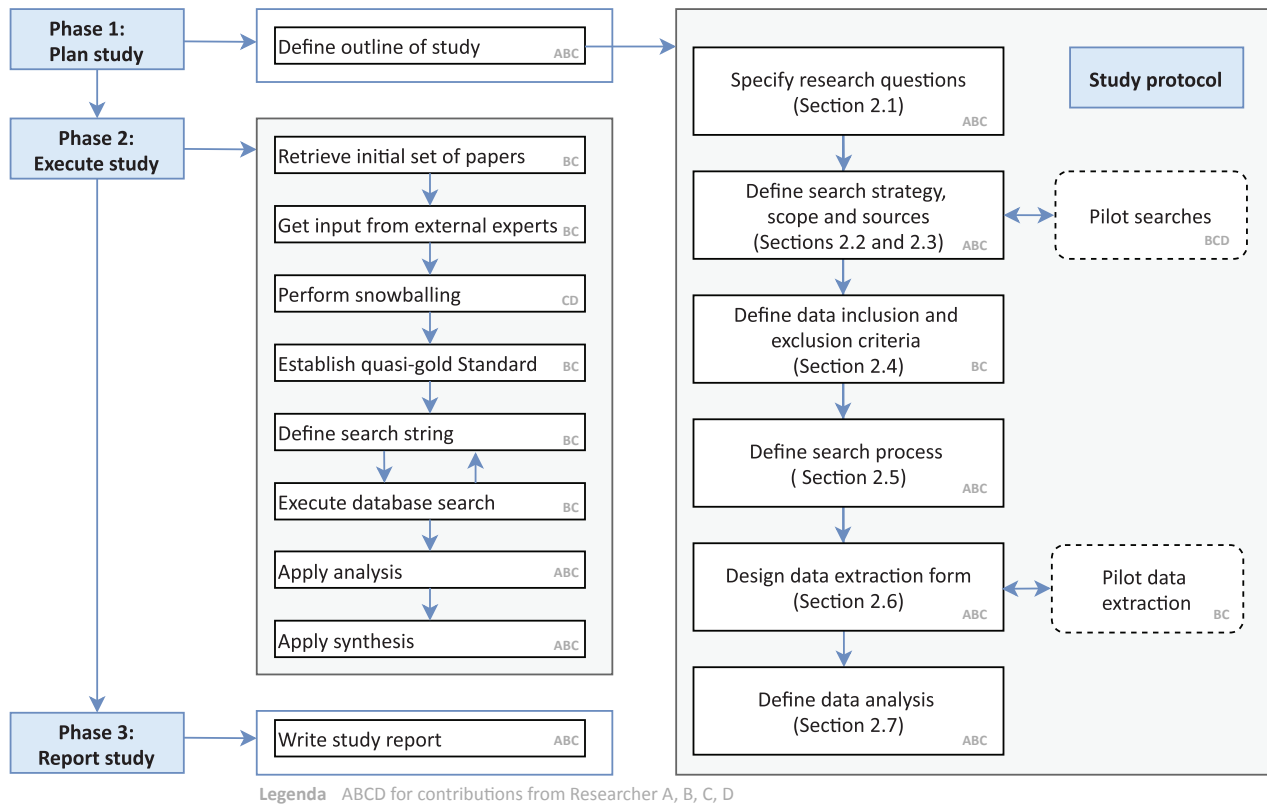 Phase 1:
Plan study
Define outline of study
ABC
Phase 2:
Execute study
Retrieve initial set of papers
BC
Get input from external experts
BC
Perform snowballing
CD
Establish quasi-gold Standard
BC
Define search string
BC
Execute database search
BC
Apply analysis
ABC
Apply synthesis
ABC
Phase 3:
Report study
Write study report
ABC
Study protocol
Specify research questions
(Section 2.1)
ABC
Define search strategy,
scope and sources
(Sections 2.2 and 2.3)
ABC
Pilot searches
BCD
Define data inclusion and
exclusion criteria
(Section 2.4)
BC
Define search process
( Section 2.5)
ABC
Design data extraction form
(Section 2.6)
ABC
Pilot data
extraction
BC
Define data analysis
(Section 2.7)
ABC
Legenda ABCD for contributions from Researcher A, B, C, D